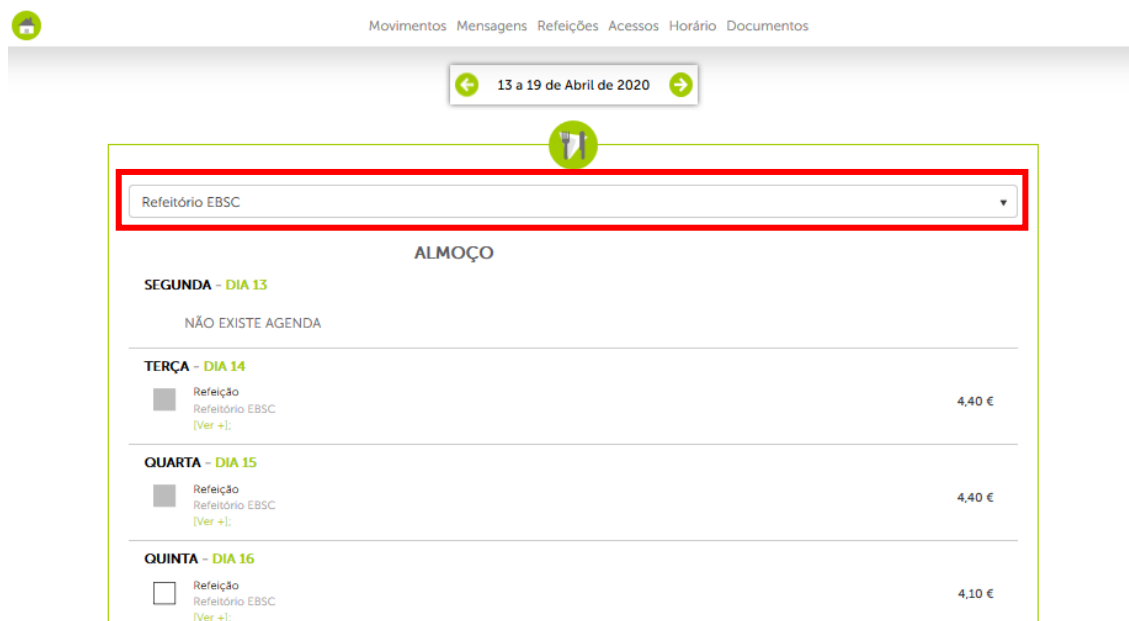 Movimentos Mensagens Refeições Acessos Horário Documentos
13 a 19 de Abril de 2020
Refeitório EBSC
ALMOÇO
SEGUNDA - DIA 13
NÃO EXISTE AGENDA
TERÇA - DIA 14
Refeição
Refeitório EBSC
4,40 €
[Ver +];
QUARTA - DIA 15
Refeição
Refeitório EBSC
4,40 €
[Ver +];
QUINTA - DIA 16
Refeição
Refeitório EBSC
4,10 €
[Ver +];